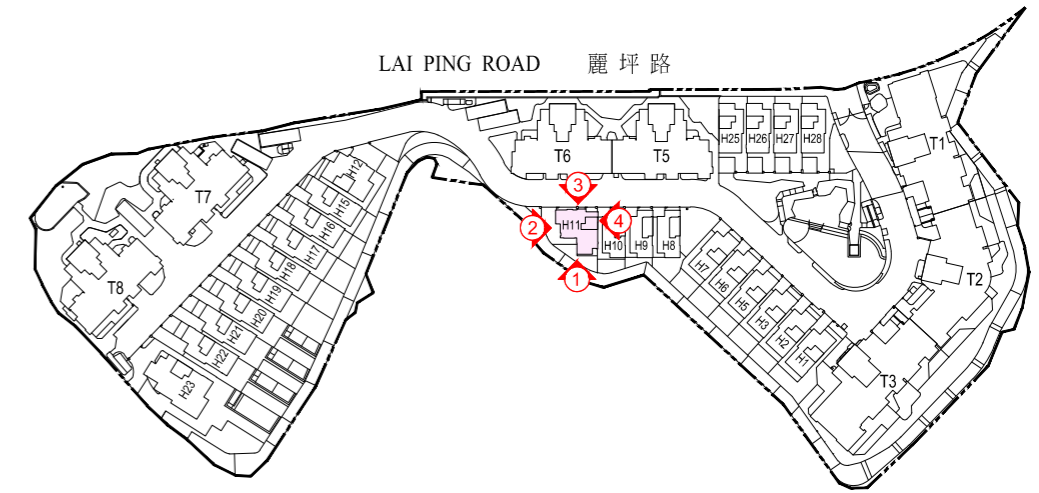 LAI PING ROAD 麗坪路
T6
T5
H25
H26
H27
H28
T1
T7
H12
H15
H16
H17
H18
H19
H20
H21
H22
H23
T8
3
2
H11
4
H10
H9
H8
1
H7
H6
H5
H3
H2
H1
T2
T3